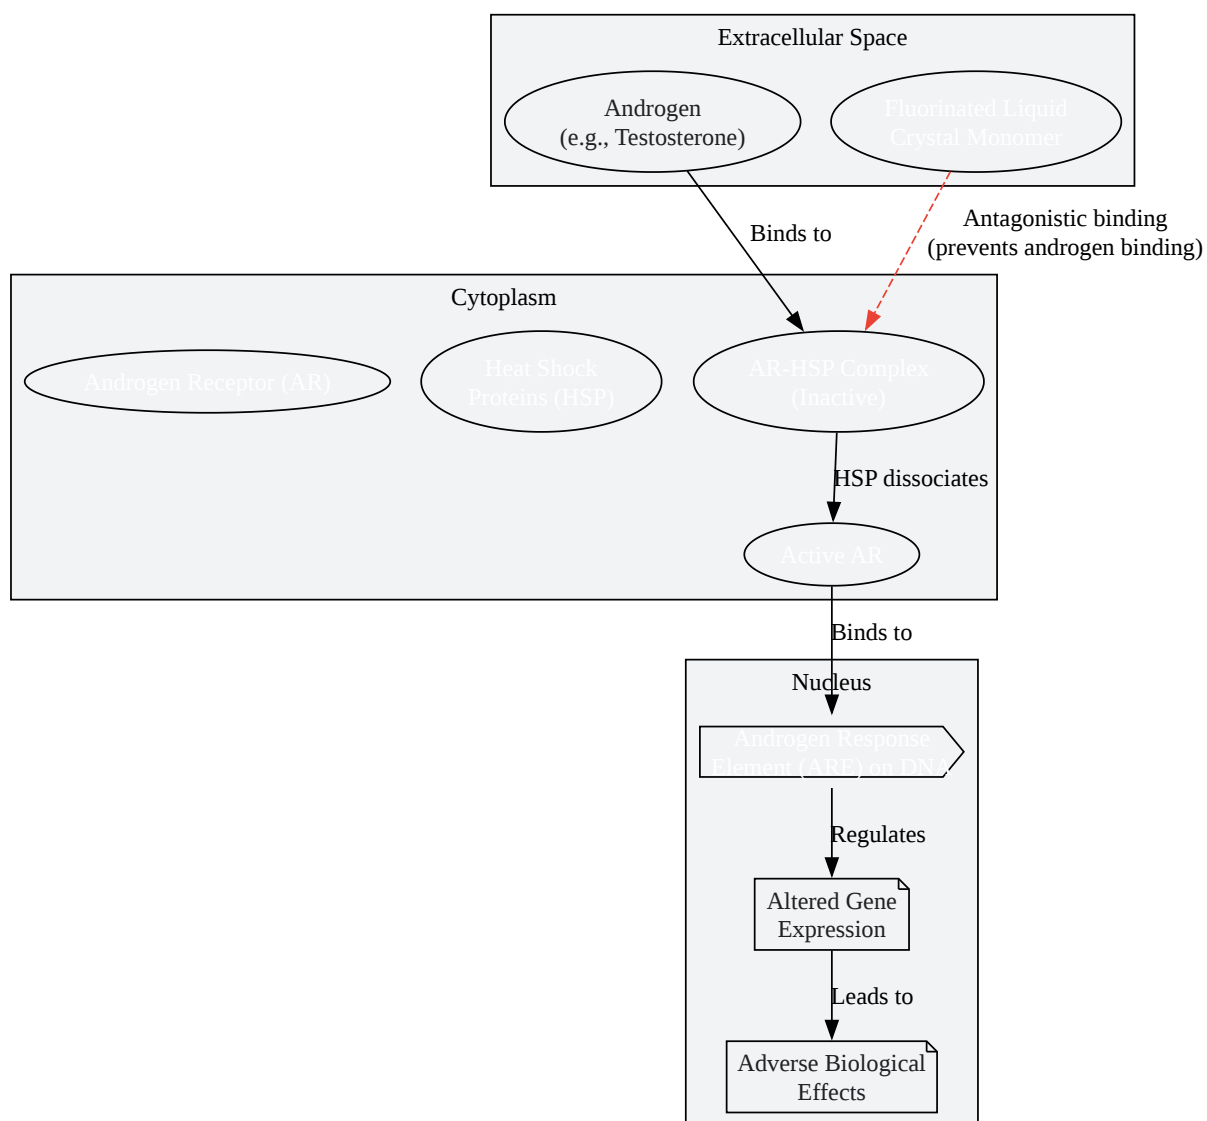 Extracellular Space
Androgen
(e.g., Testosterone)
Fluorinated Liquid
Crystal Monomer
Binds to
Antagonistic binding
(prevents androgen binding)
Cytoplasm
Androgen Receptor (AR)
Heat Shock
Proteins (HSP)
AR-HSP Complex
(Inactive)
HSP dissociates
Active AR
Binds to
Nucleus
Androgen Response
Element (ARE) on DNA
Regulates
Altered Gene
Expression
Leads to
Adverse Biological
Effects